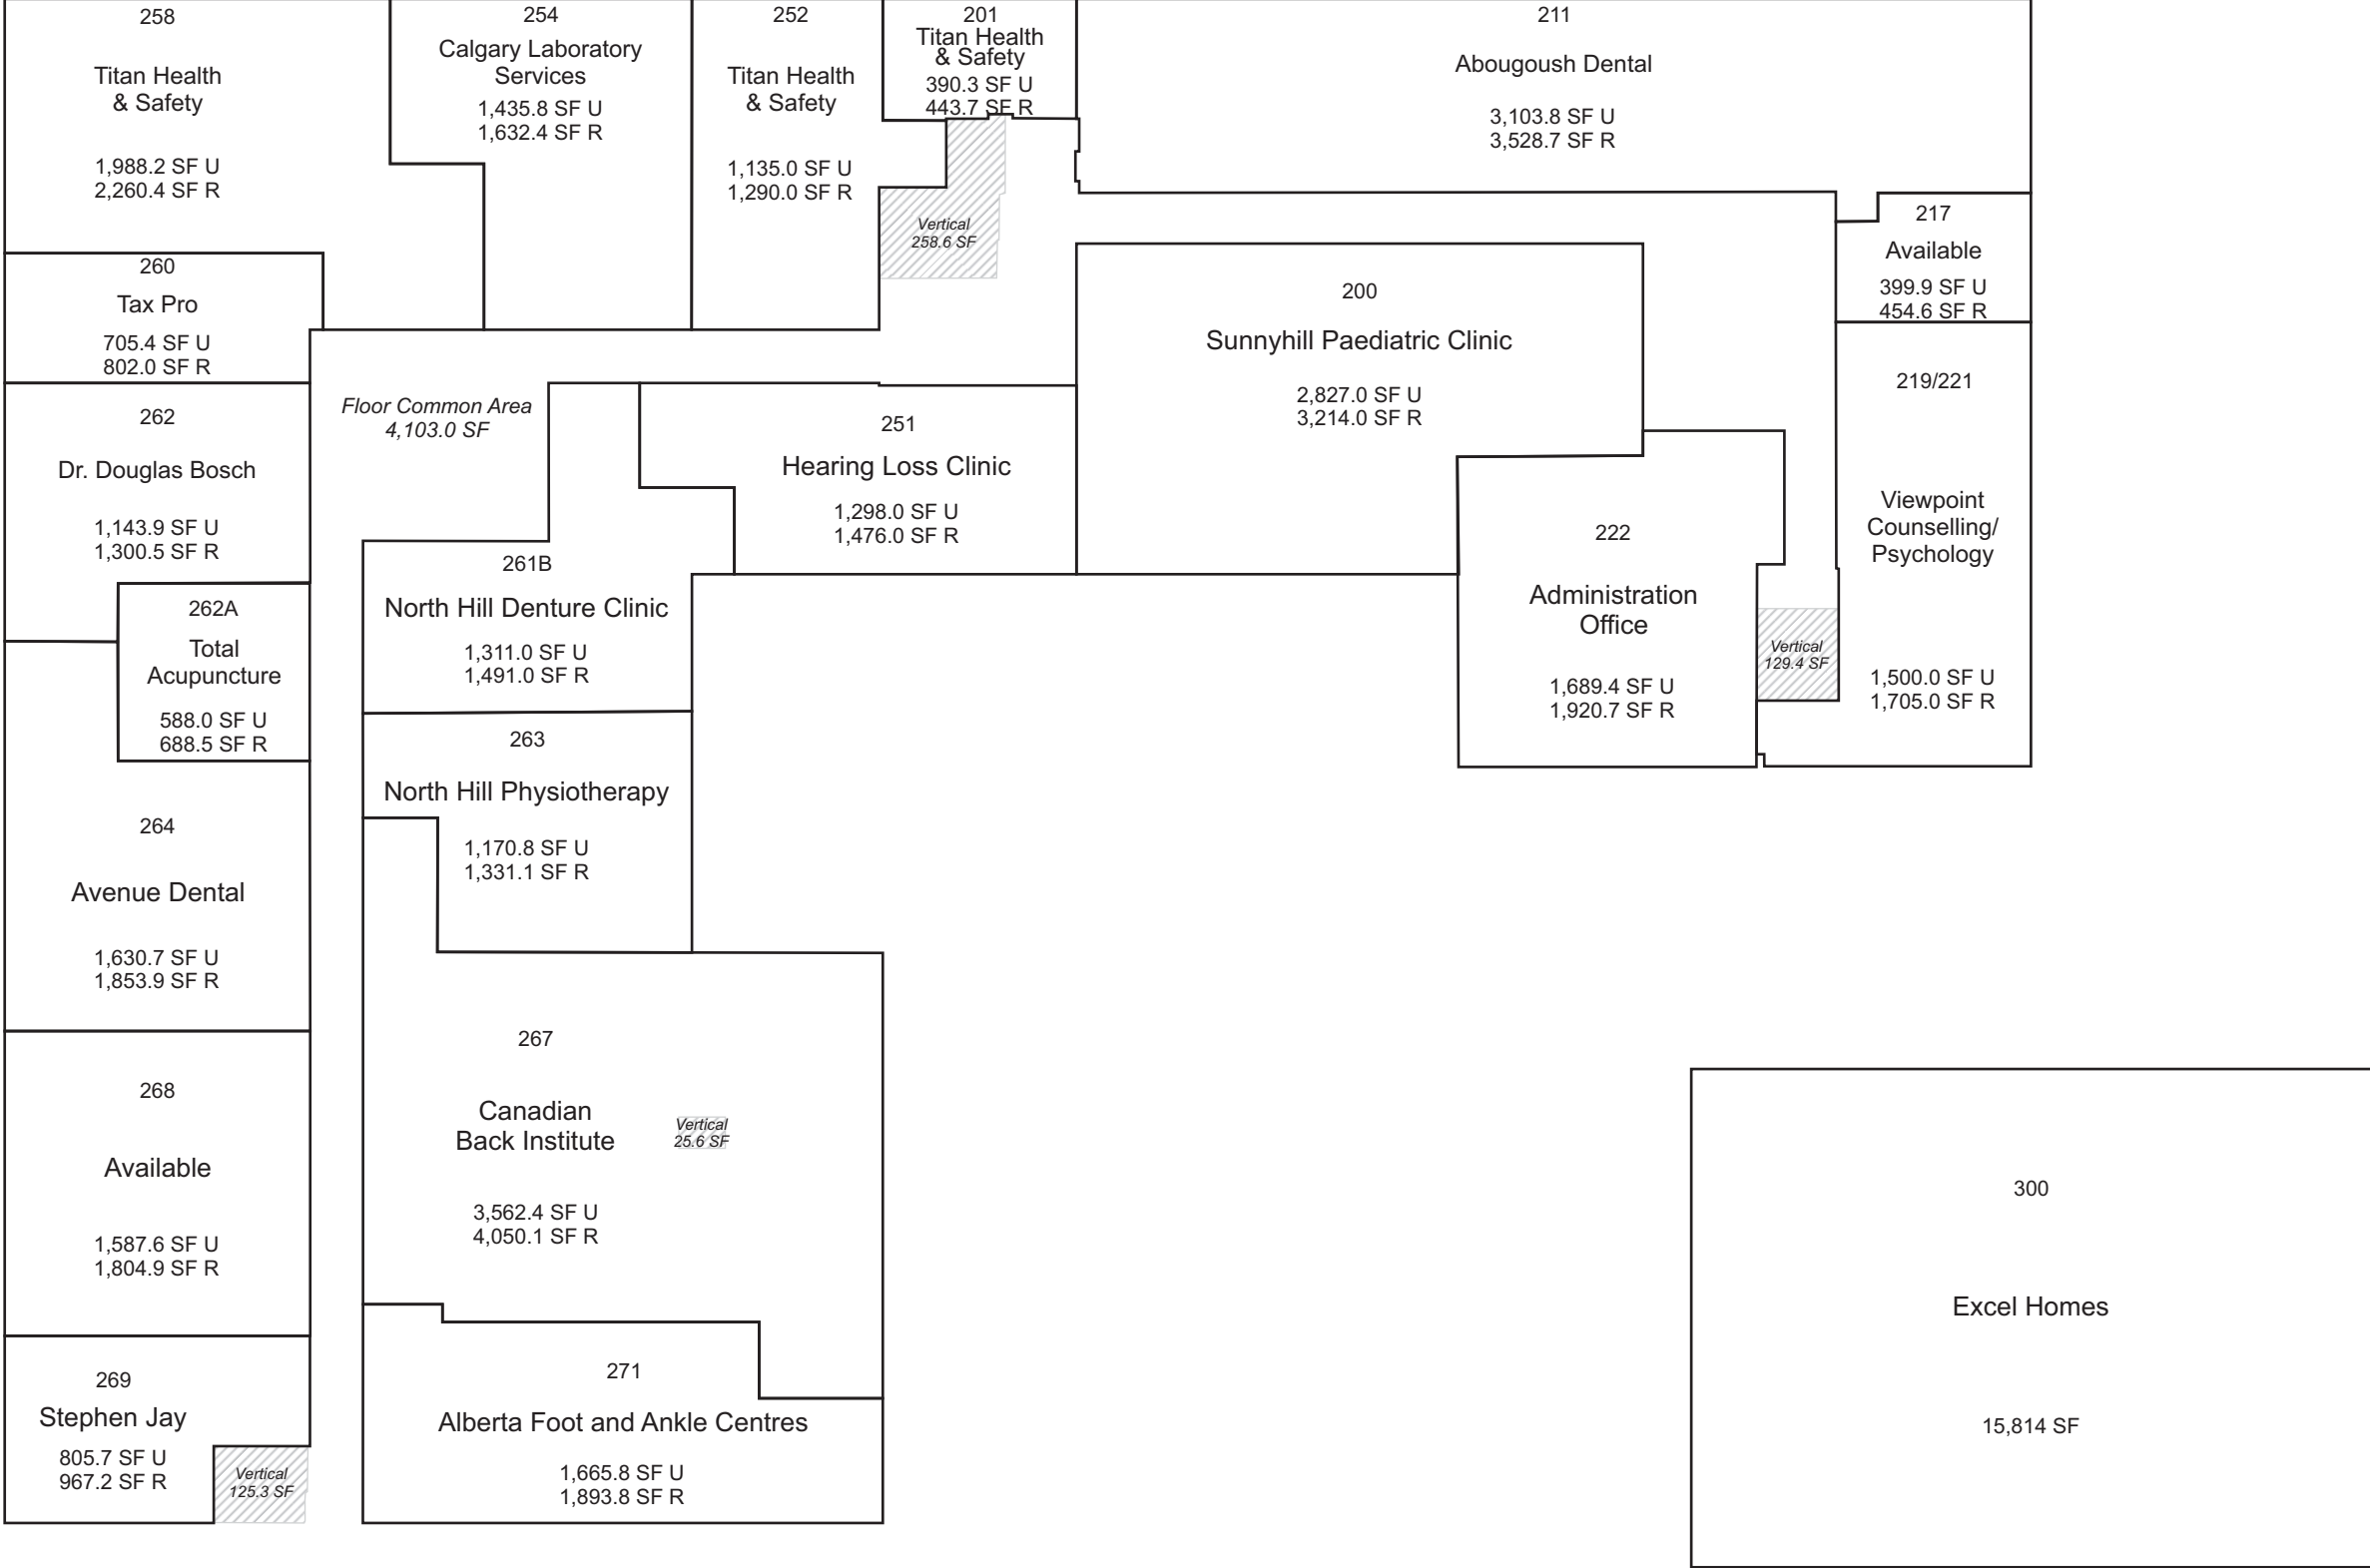 258
Titan Health
& Safety
1,988.2 SF U
2,260.4 SF R
254
Calgary Laboratory
Services
1,435.8 SF U
1,632.4 SF R
252
Titan Health
& Safety
1,135.0 SF U
1,290.0 SF R
201
Titan Health
& Safety
390.3 SF U
443.7 SF R
211
Abougoush Dental
3,103.8 SF U
3,528.7 SF R
Vertical
258.6 SF
217
Available
399.9 SF U
454.6 SF R
260
Tax Pro
705.4 SF U
802.0 SF R
200
Sunnyhill Paediatric Clinic
2,827.0 SF U
3,214.0 SF R
219/221
Viewpoint
Counselling/
Psychology
1,500.0 SF U
1,705.0 SF R
Floor Common Area
4,103.0 SF
262
Dr. Douglas Bosch
1,143.9 SF U
1,300.5 SF R
251
Hearing Loss Clinic
1,298.0 SF U
1,476.0 SF R
222
Administration
Office
1,689.4 SF U
1,920.7 SF R
Vertical
129.4 SF
261B
North Hill Denture Clinic
1,311.0 SF U
1,491.0 SF R
262A
Total
Acupuncture
588.0 SF U
688.5 SF R
263
North Hill Physiotherapy
1,170.8 SF U
1,331.1 SF R
264
Avenue Dental
1,630.7 SF U
1,853.9 SF R
267
Canadian
Back Institute
3,562.4 SF U
4,050.1 SF R
Vertical
25.6 SF
268
Available
1,587.6 SF U
1,804.9 SF R
300
Excel Homes
15,814 SF
269
Stephen Jay
805.7 SF U
967.2 SF R
Vertical
125.3 SF
271
Alberta Foot and Ankle Centres
1,665.8 SF U
1,893.8 SF R